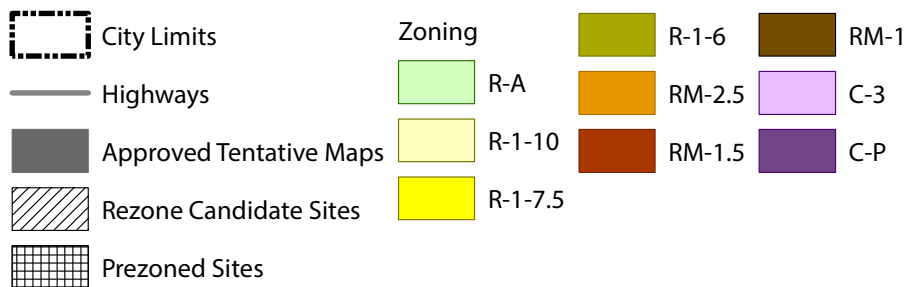 City Limits
Highways
Approved Tentative Maps
Rezone Candidate Sites
Prezoned Sites
Zoning
R-A
R-1-10
R-1-7.5
R-1-6
RM-2.5
RM-1.5
RM-1
C-3
C-P